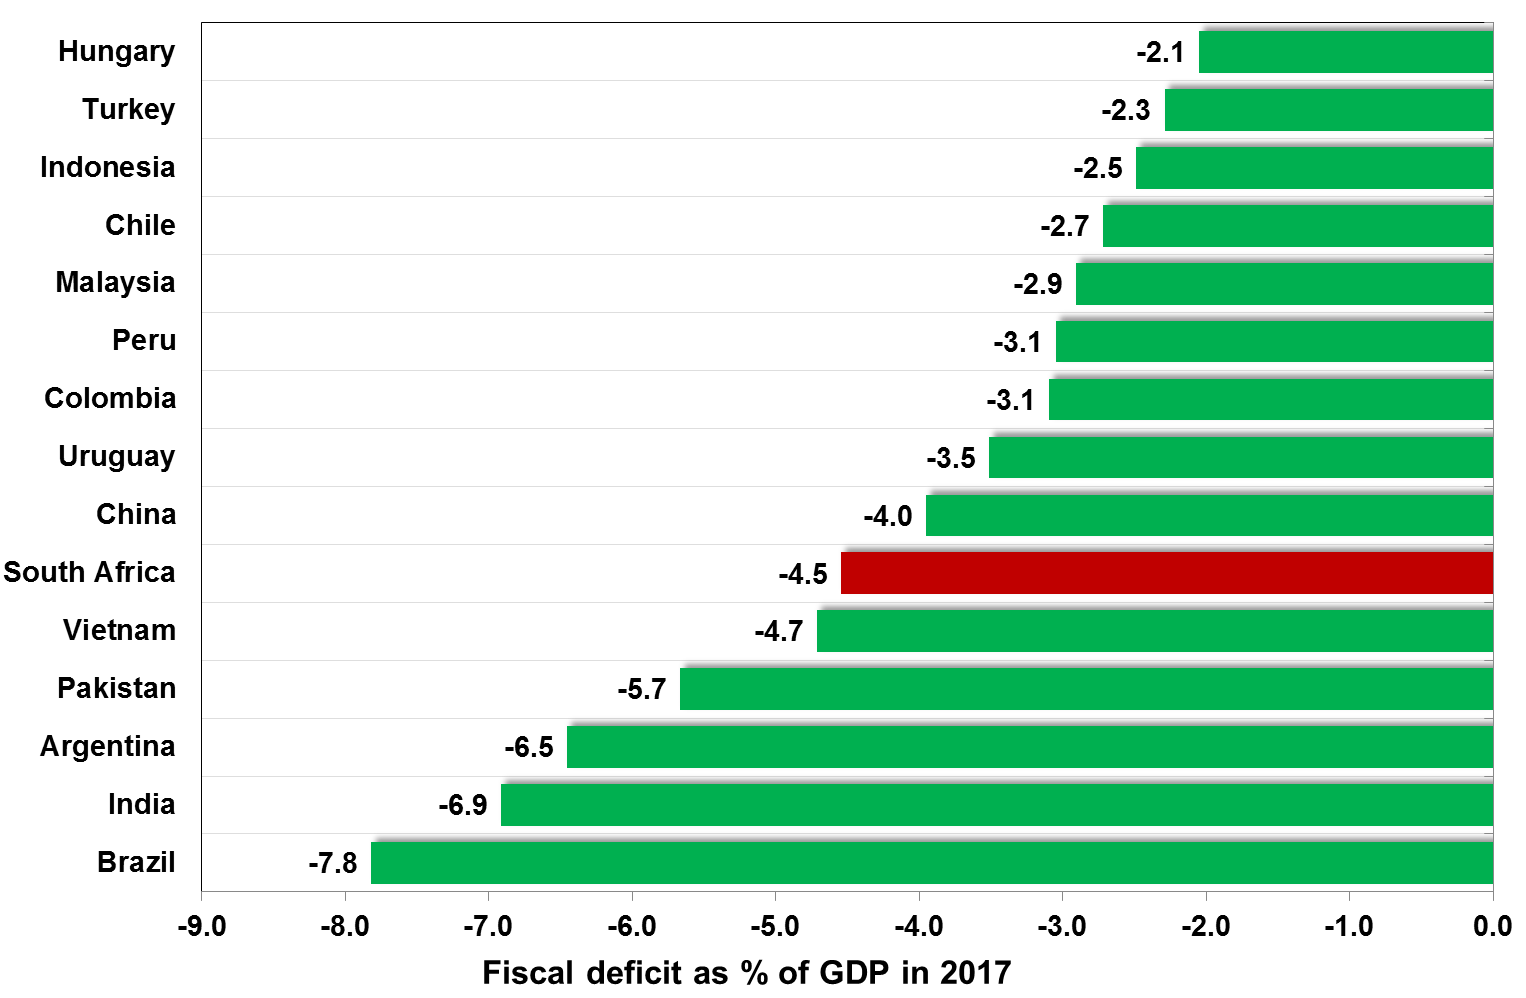 Hungary -2.1
Turkey -2.3
Indonesia -2.5
Chile -2.7
Malaysia -2.9
Peru -3.1
Colombia -3.1
Uruguay -3.5
China -4.0
South Africa -4.5
Vietnam -4.7
Pakistan -5.7
Argentina -6.5
India -6.9
Brazil -7.8
-9.0 -8.0 -7.0 -6.0 -5.0 -4.0 -3.0 -2.0 -1.0 0.0
Fiscal deficit as % of GDP in 2017